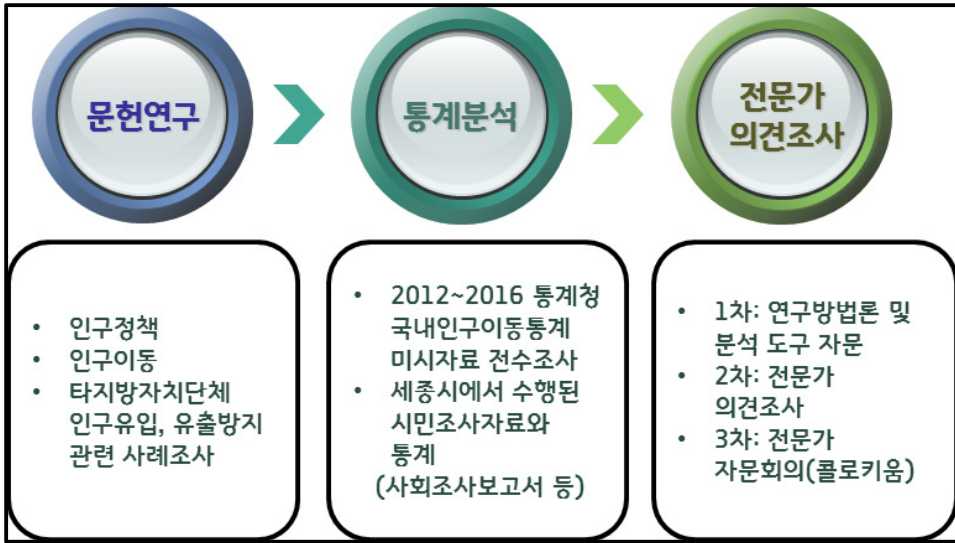 문헌연구
통계분석
전문가
의견조사
• 인구정책
• 인구이동
• 타지방자치단체
인구유입, 유출방지
관련 사례조사
• 2012~2016 통계청
국내인구이동통계
미시자료 전수조사
• 세종시에서 수행된
시민조사자료와
통계
(사회조사보고서 등)
• 1차: 연구방법론 및
분석 도구 자문
• 2차: 전문가
의견조사
• 3차: 전문가
자문회의(콜로키움)